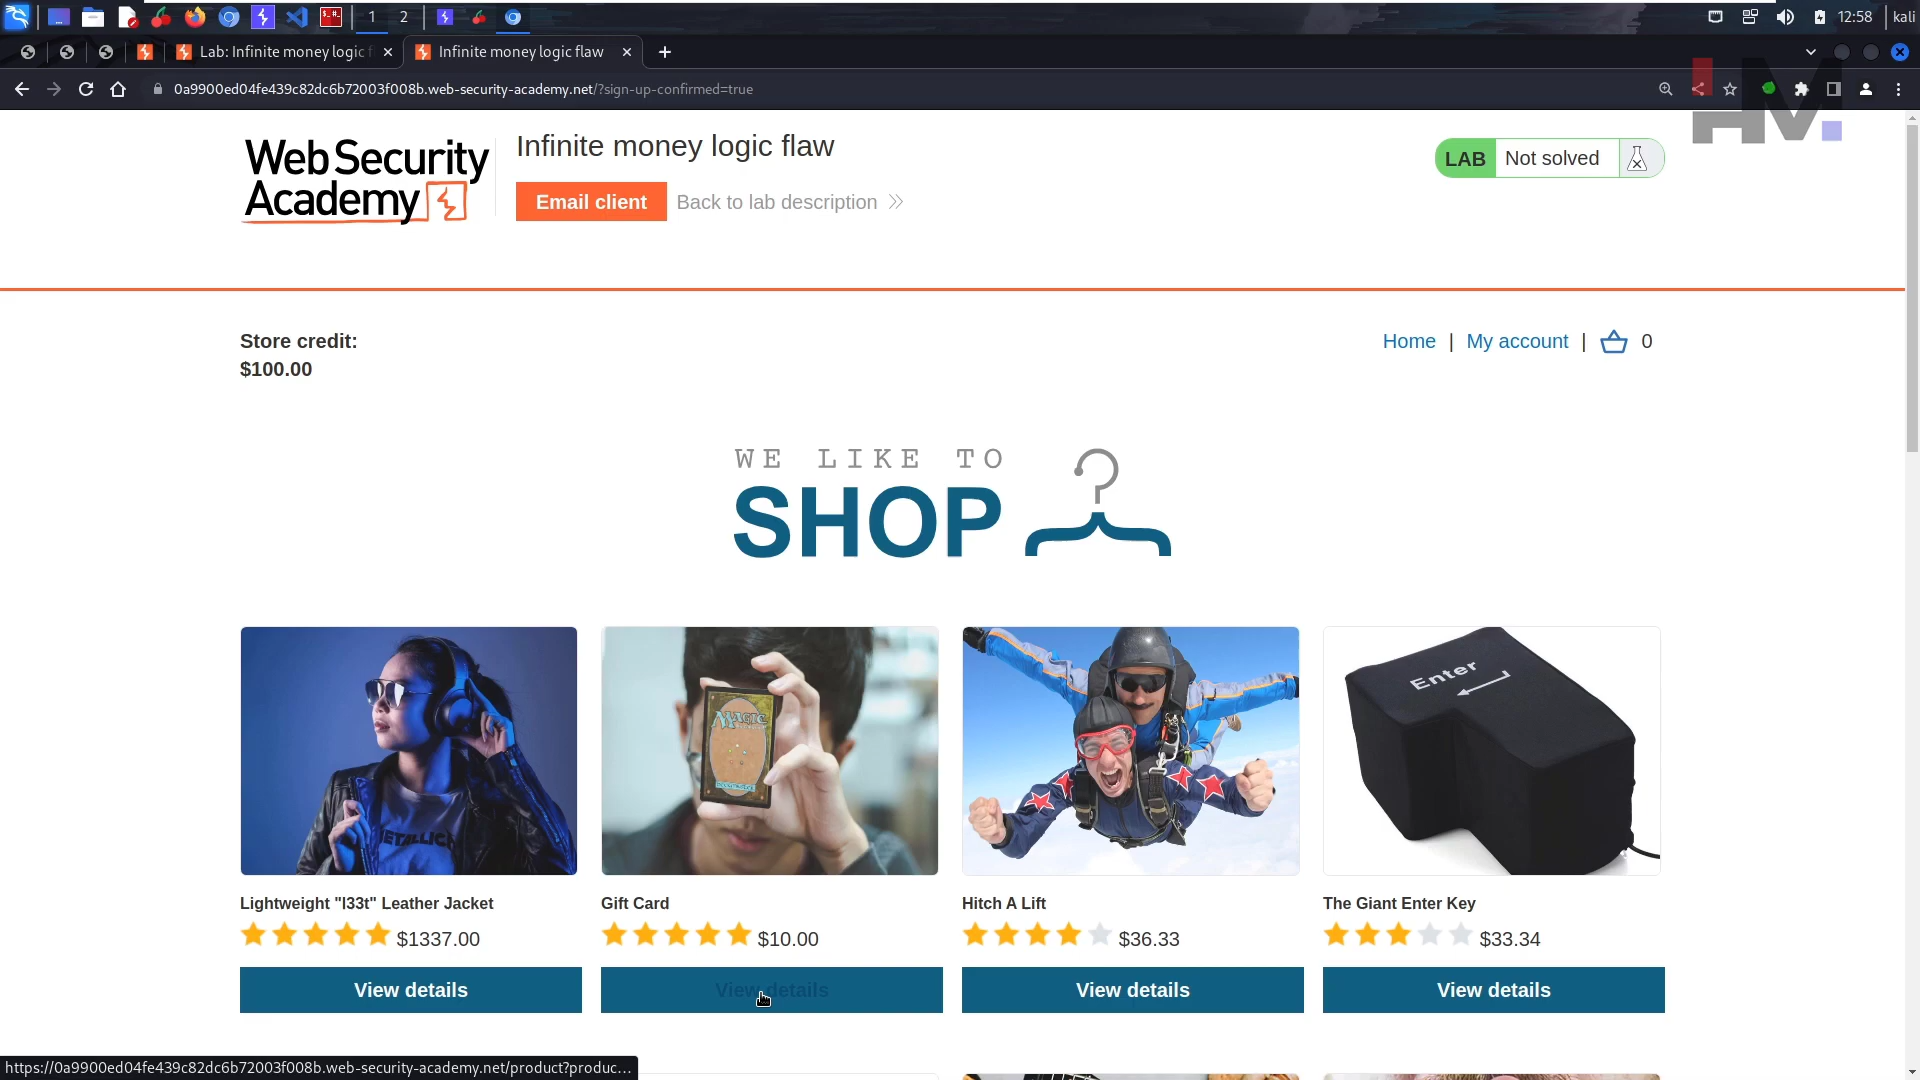 1 2 12:58 kali
Lab: Infinite money logic f Infinite money logic flaw
0a9900ed04fe439c82dc6b72003f008b.web-security-academy.net/?sign-up-confirmed=true
HM.
Web Security
Academy
Infinite money logic flaw
Email client Back to lab description
LAB Not solved
Store credit:
$100.00
Home | My account | 0
WE LIKE TO
SHOP
METALLICA
MAGIC
Enter
Lightweight "l33t" Leather Jacket
$1337.00
View details
Gift Card
$10.00
View details
Hitch A Lift
$36.33
View details
The Giant Enter Key
$33.34
View details
https://0a9900ed04fe439c82dc6b72003f008b.web-security-academy.net/product?produc...